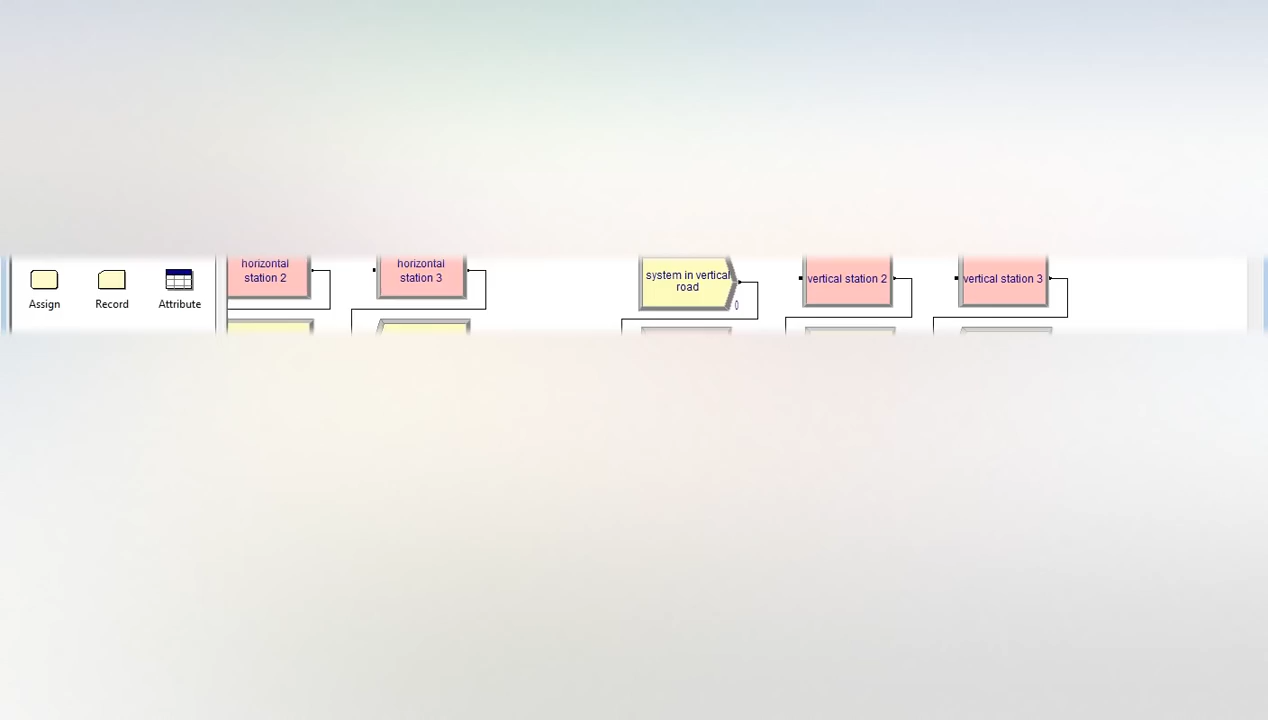 horizontal
station 2
horizontal
station 3
system in vertical
road
0
vertical station 2
vertical station 3
Assign
Record
Attribute